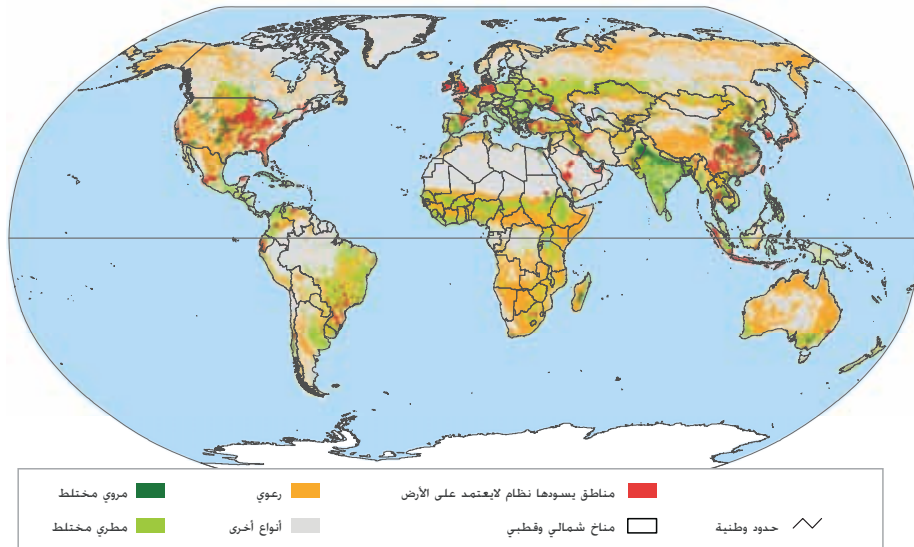 مناطق يسودها نظام لايعتمد على الأرض
رعوي
مروي مختلط
حدود وطنية
مناخ شمالي وقطبي
أنواع أخرى
مطري مختلط